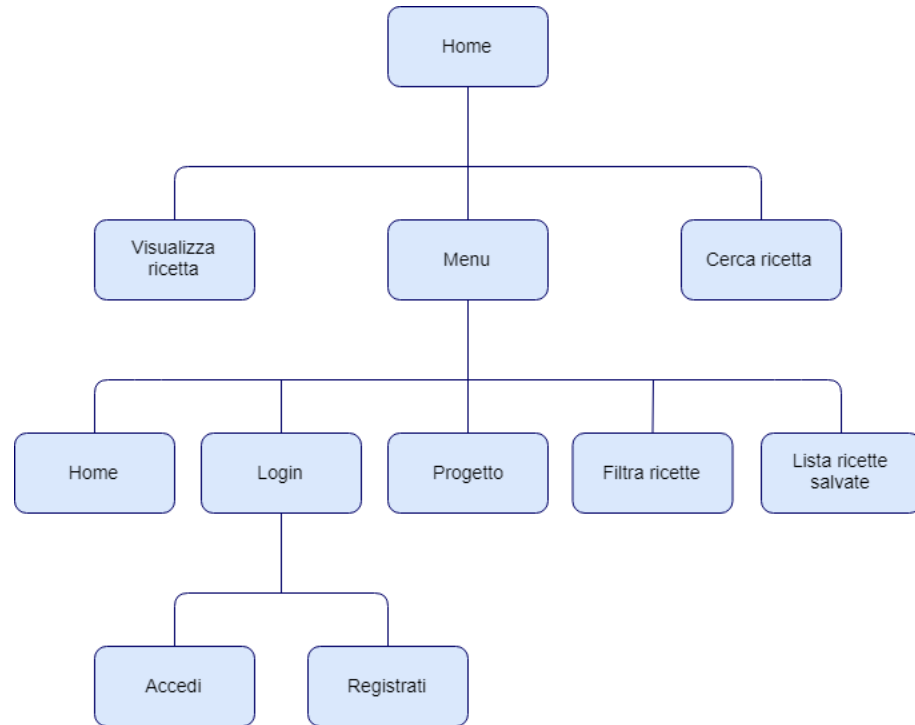 Home
Visualizza
ricetta
Menu
Cerca ricetta
Home
Login
Progetto
Filtra ricette
Lista ricette
salvate
Accedi
Registrati